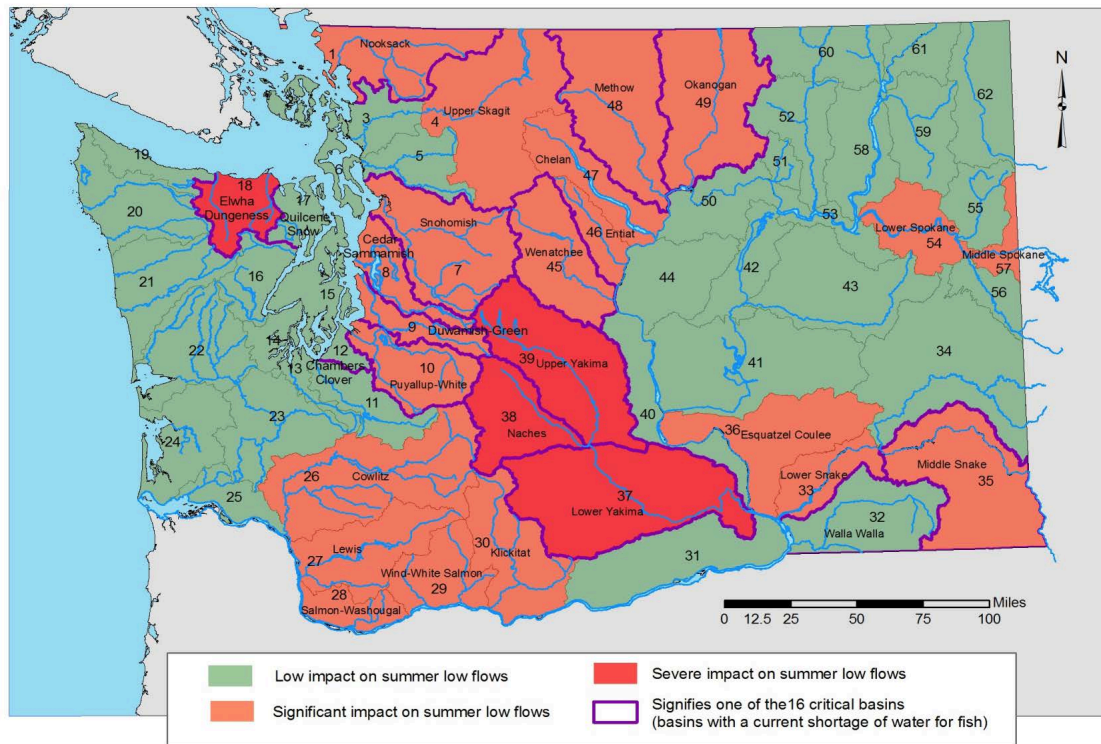 1
Nooksack
60
61
N
2
3
4
Upper Skagit
Methow
48
Okanogan
49
62
52
59
5
51
58
19
6
Chelan
47
50
18
Elwha
Dungeness
17
Quilcene
Snow
20
53
55
Snohomish
46
Entiat
Lower Spokane
54
Cedar
Sammamish
8
7
Wenatchee
45
Middle Spokane
57
16
44
42
43
56
21
15
9
Duwamish-Green
34
22
14
13
12
Chambers
Clover
10
Puyallup-White
39
Upper Yakima
41
11
40
38
Naches
36
Esquatzel Coulee
23
24
Lower Snake
33
Middle Snake
35
26
Cowlitz
37
Lower Yakima
25
32
Walla Walla
27
Lewis
30
Klickitat
31
Wind-White Salmon
29
28
Salmon-Washougal
Miles
0 12.5 25 50 75 100
Low impact on summer low flows
Significant impact on summer low flows
Severe impact on summer low flows
Signifies one of the16 critical basins
(basins with a current shortage of water for fish)